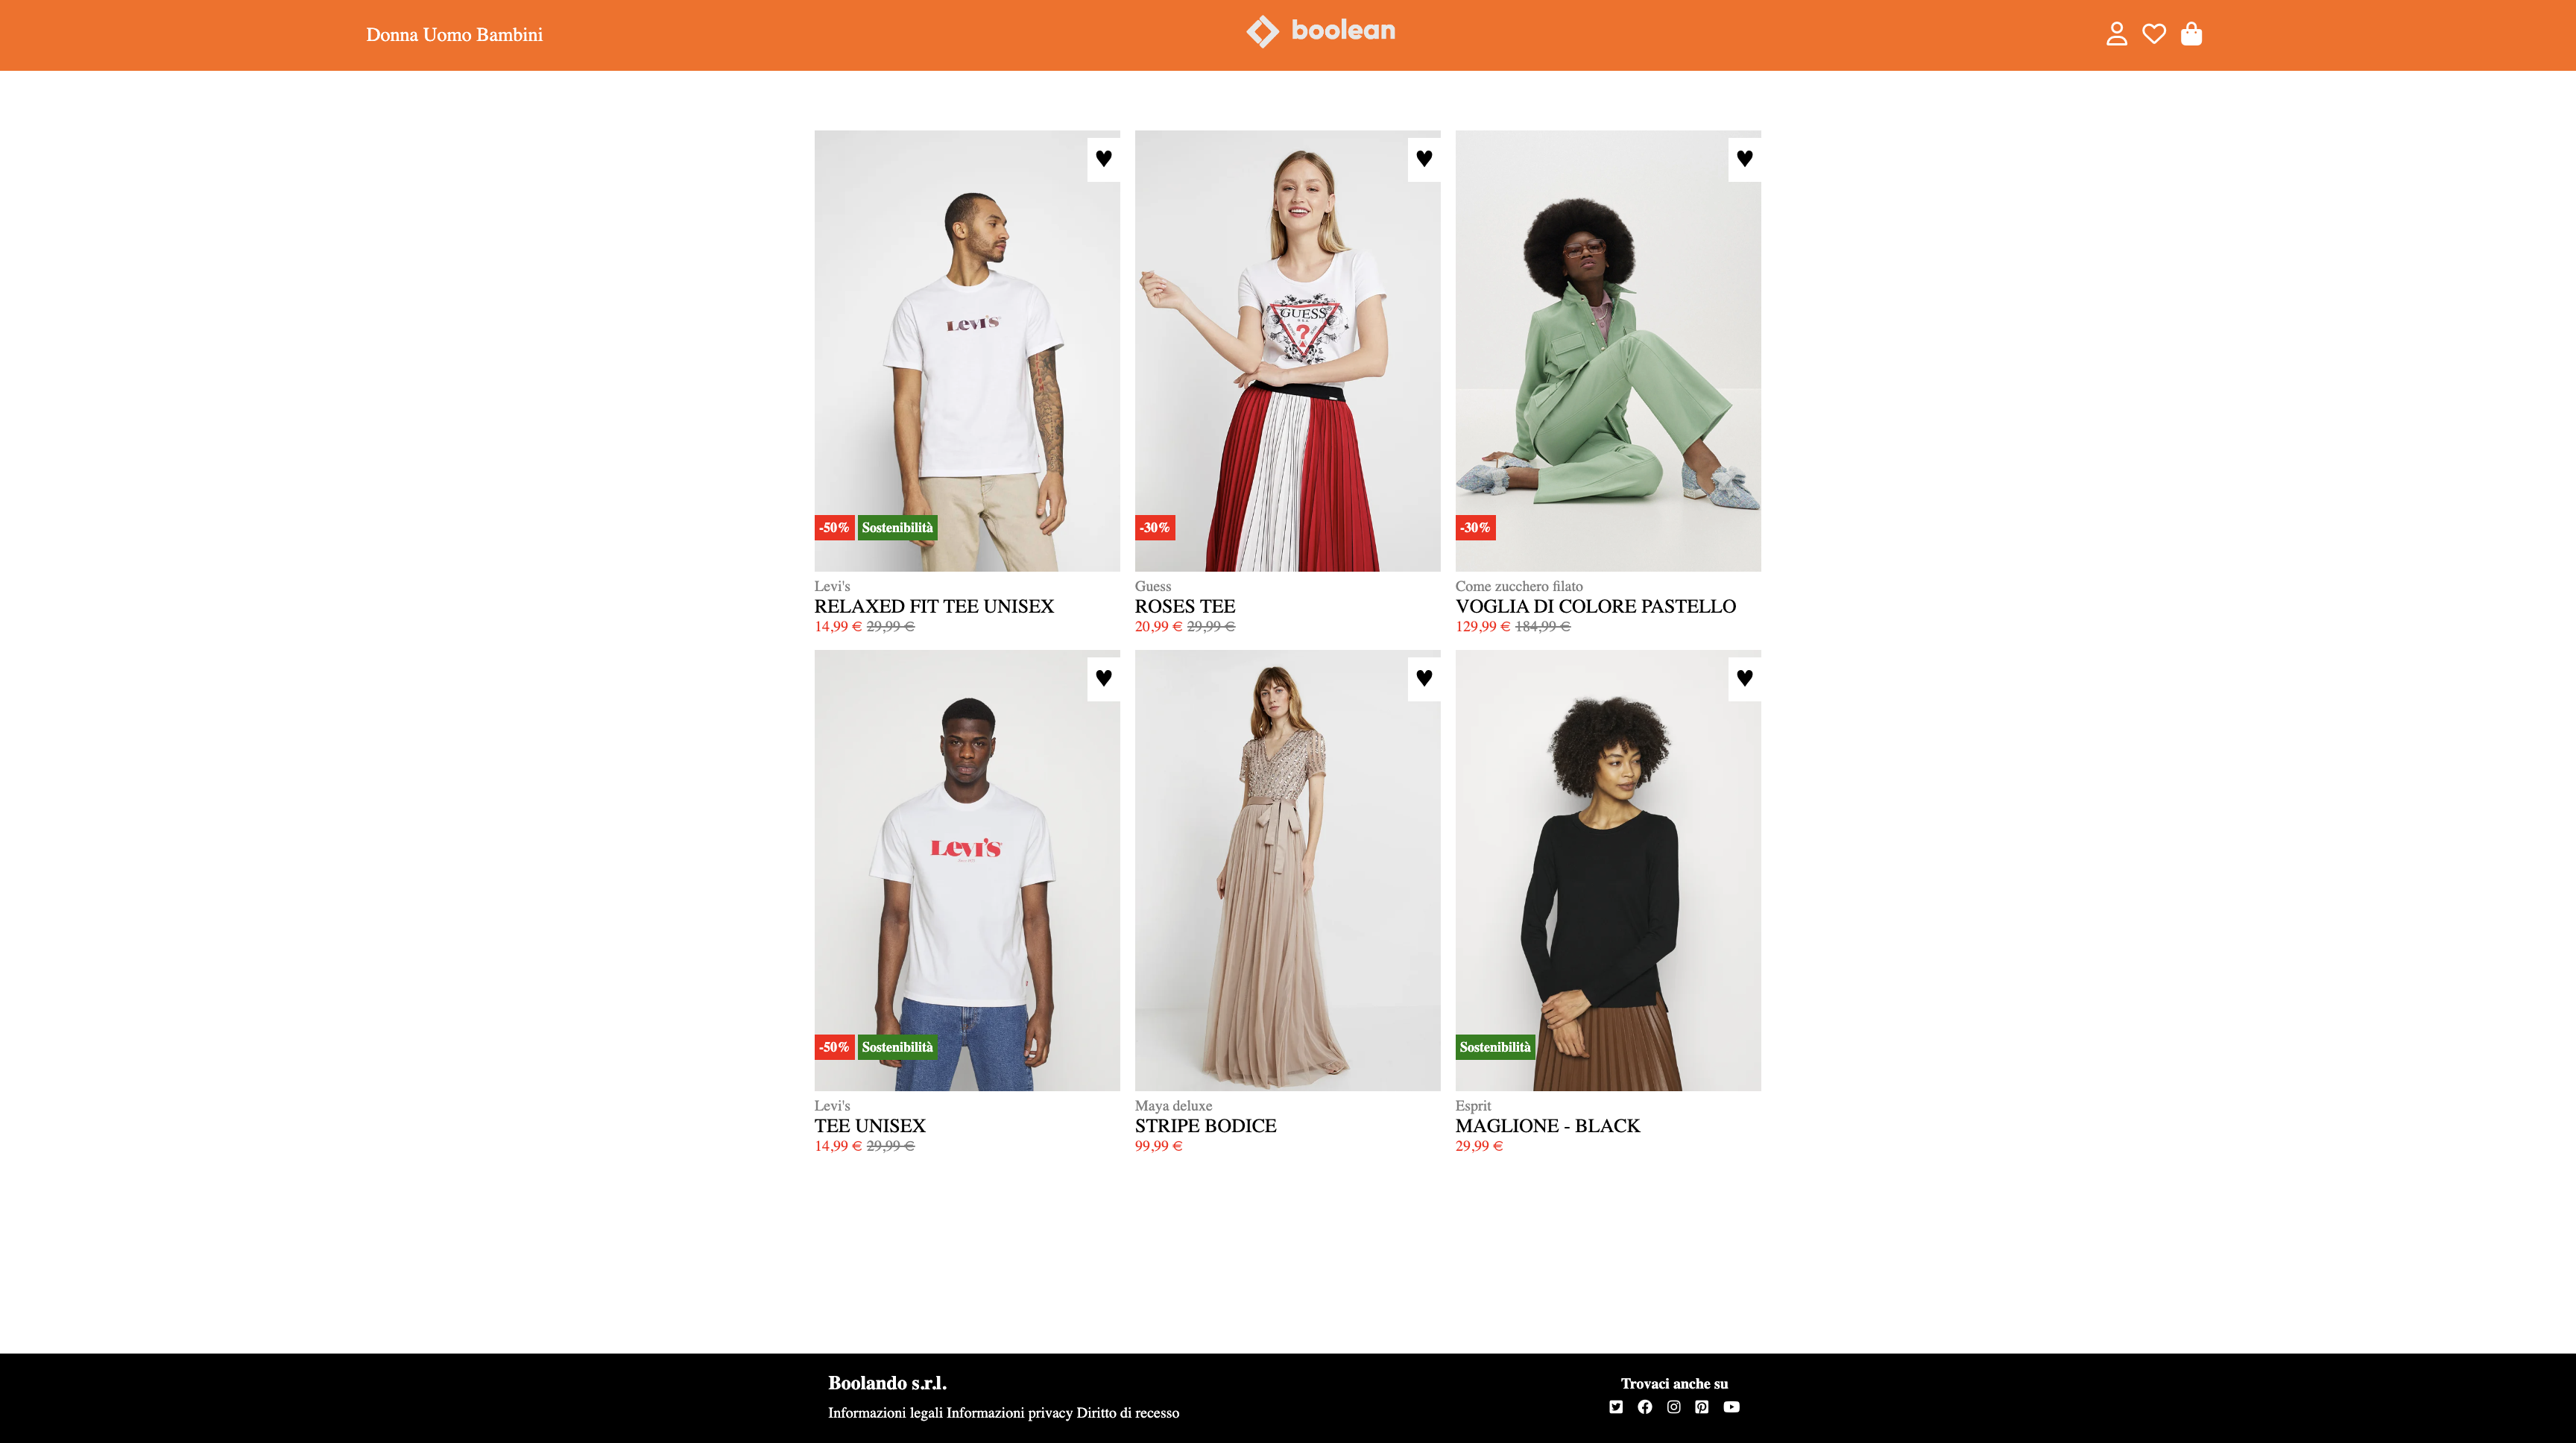 Donna Uomo Bambini
boolean
Levi's
GUESS
?
-50% Sostenibilità
-30%
-30%
Levi's
RELAXED FIT TEE UNISEX
14,99 € 29,99 €
Guess
ROSES TEE
20,99 € 29,99 €
Come zucchero filato
VOGLIA DI COLORE PASTELLO
129,99 € 184,99 €
Levi's
-50% Sostenibilità
Sostenibilità
Levi's
TEE UNISEX
14,99 € 29,99 €
Maya deluxe
STRIPE BODICE
99,99 €
Esprit
MAGLIONE - BLACK
29,99 €
Boolando s.r.l.
Informazioni legali Informazioni privacy Diritto di recesso
Trovaci anche su